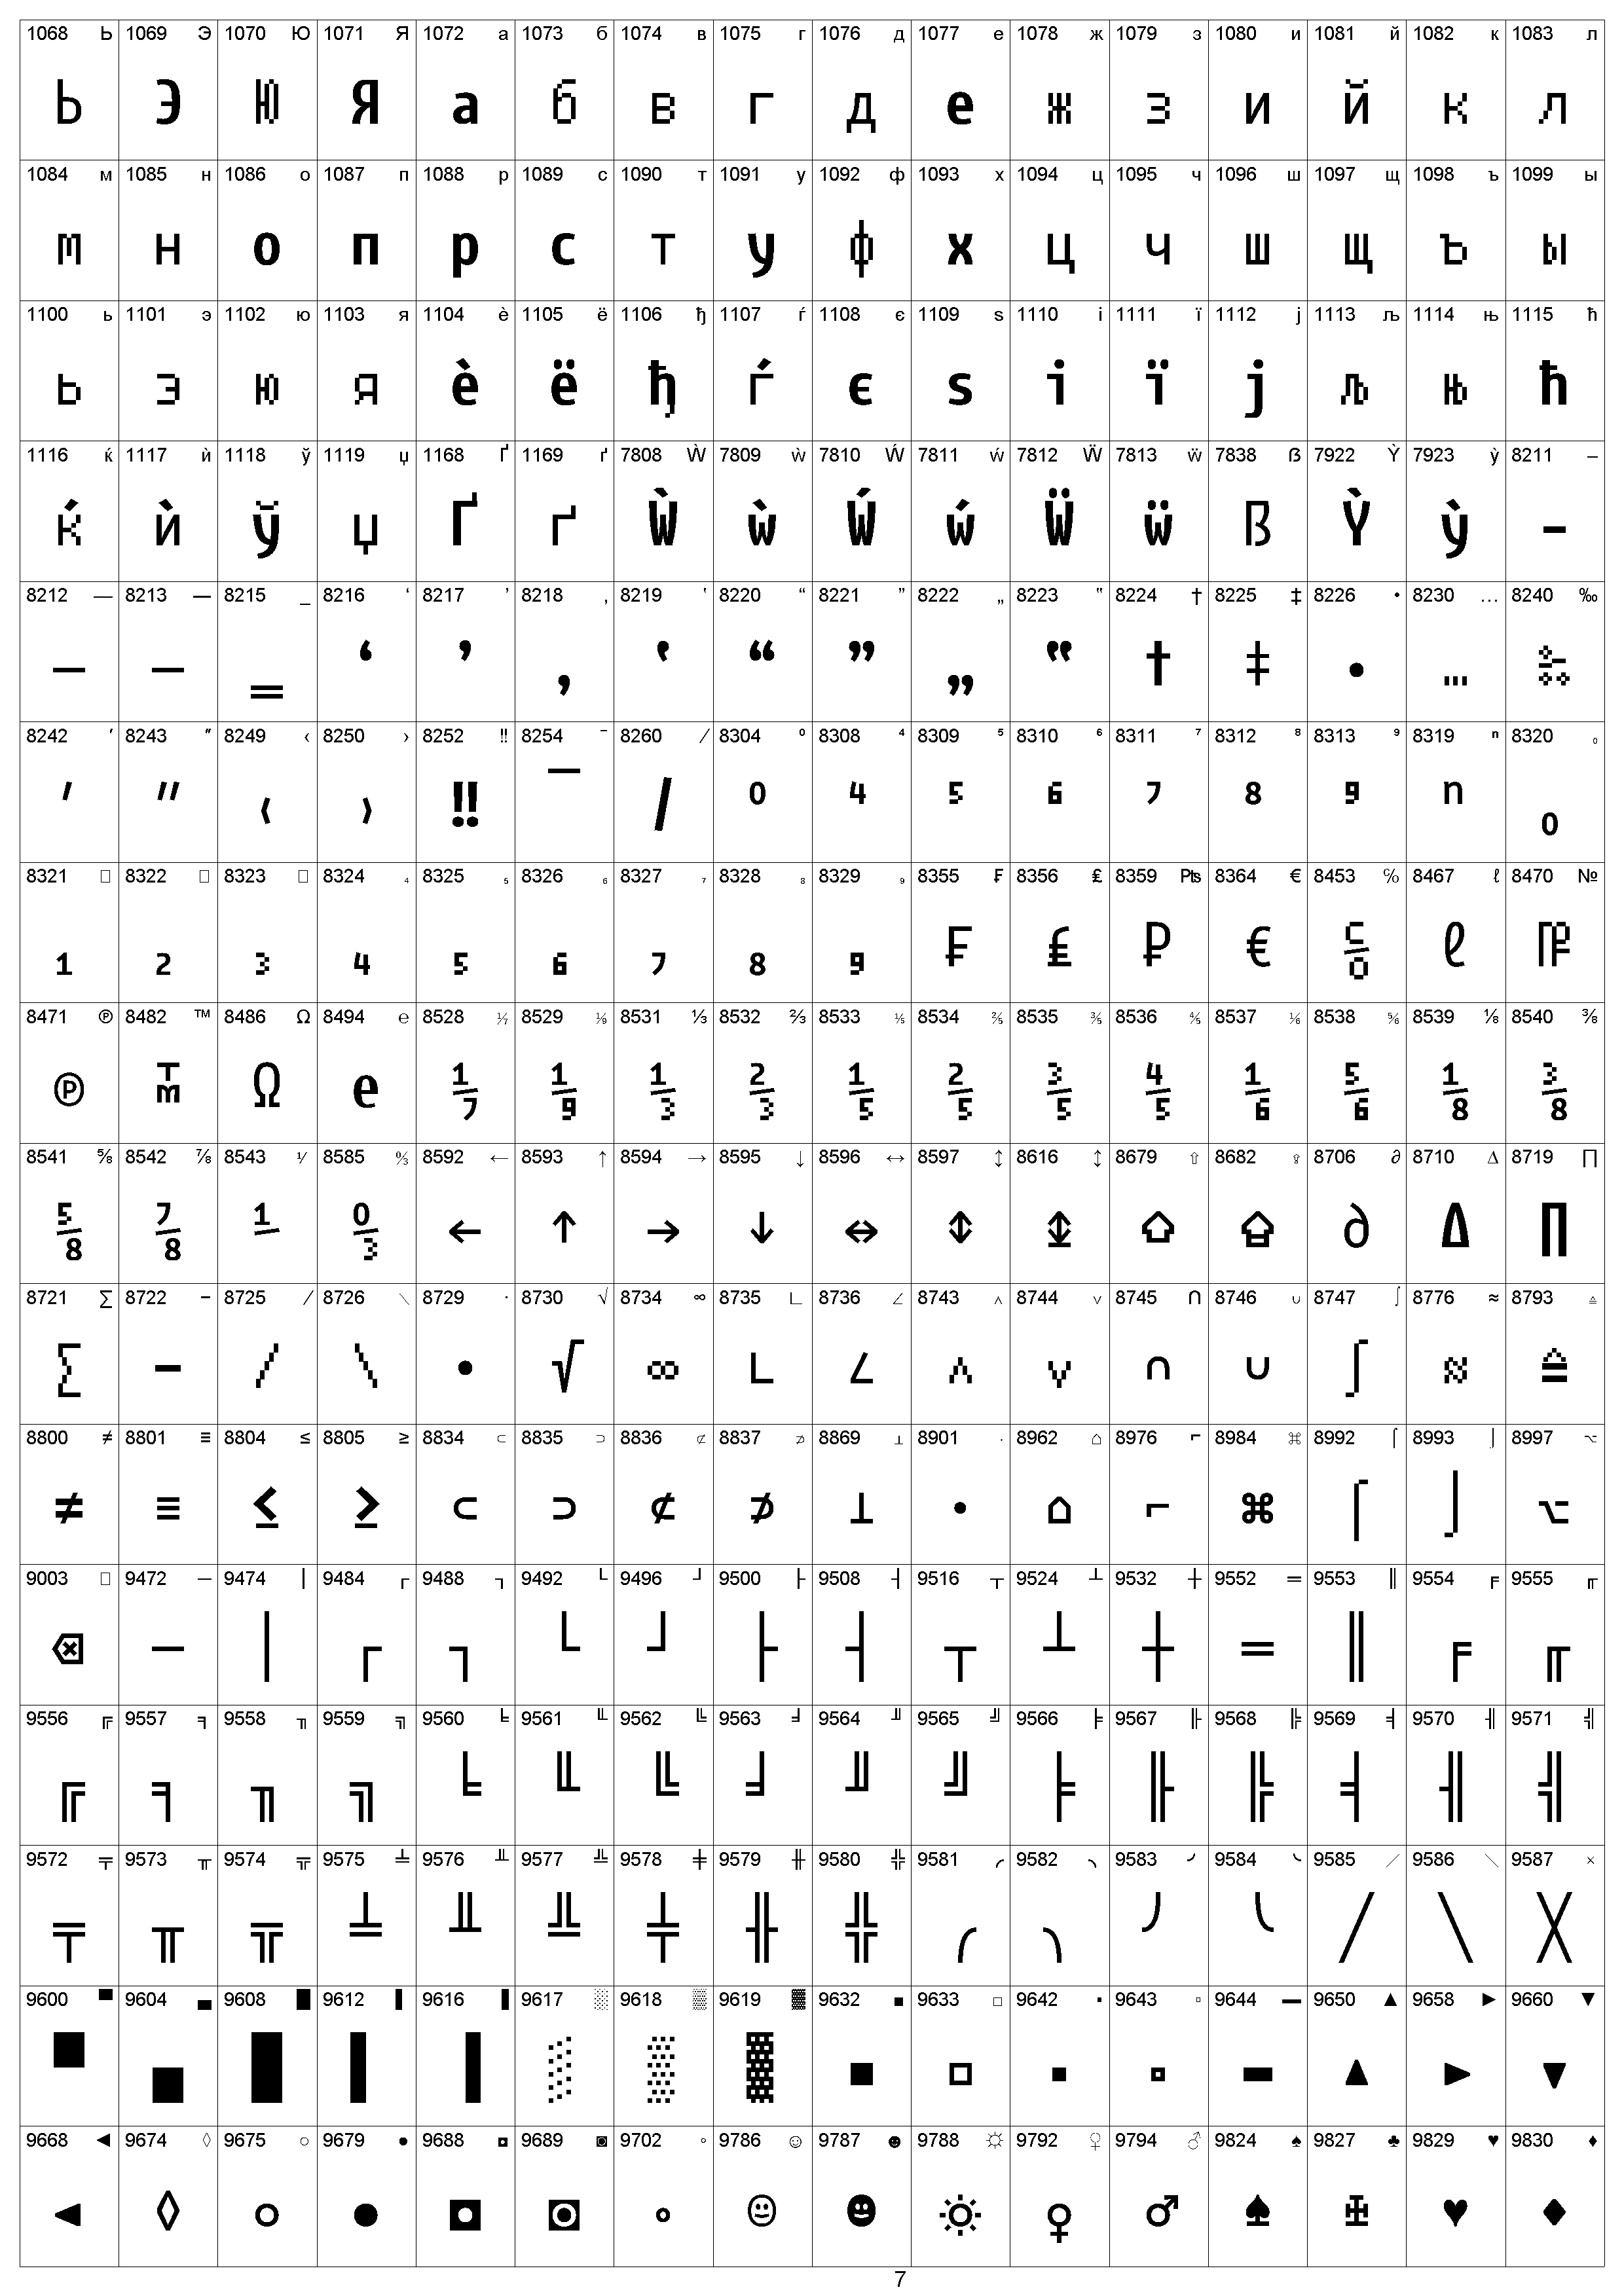 1068 Ь 1069 Э 1070 Ю 1071 Я 1072 а 1073 б 1074 в 1075 г 1076 д 1077 е 1078 ж 1079 з 1080 и 1081 й 1082 к 1083 л
Ь Э Ю Я а б в г д е ж з и й к л
1084 м 1085 н 1086 о 1087 п 1088 р 1089 с 1090 т 1091 у 1092 ф 1093 х 1094 ц 1095 ч 1096 ш 1097 щ 1098 ъ 1099 ы
м н о п р с т у ф х ц ч ш щ ъ ы
1100 ь 1101 э 1102 ю 1103 я 1104 ѐ 1105 ё 1106 ђ 1107 ѓ 1108 є 1109 ѕ 1110 і 1111 ї 1112 ј 1113 љ 1114 њ 1115 ћ
ь э ю я ѐ ё ђ ѓ є ѕ і ї ј љ њ ћ
1116 ќ 1117 ѝ 1118 ў 1119 џ 1168 Ґ 1169 ґ 7808 Ẁ 7809 ẁ 7810 Ẃ 7811 ẃ 7812 Ẅ 7813 ẅ 7838 ẞ 7922 Ỳ 7923 ỳ 8211 –
ќ ѝ ў џ Ґ ґ Ẁ ẁ Ẃ ẃ Ẅ ẅ ẞ Ỳ ỳ –
8212 — 8213 ― 8215 ‗ 8216 ‘ 8217 ’ 8218 ‚ 8219 ‛ 8220 “ 8221 ” 8222 „ 8223 ‟ 8224 † 8225 ‡ 8226 • 8230 … 8240 ‰
— ― ‗ ‘ ’ ‚ ‛ “ ” „ ‟ † ‡ • … ‰
8242 ′ 8243 ″ 8249 ‹ 8250 › 8252 ‼ 8254 ‾ 8260 ⁄ 8304 ⁰ 8308 ⁴ 8309 ⁵ 8310 ⁶ 8311 ⁷ 8312 ⁸ 8313 ⁹ 8319 ⁿ 8320 ₀
′ ″ ‹ › ‼ ‾ ⁄ ⁰ ⁴ ⁵ ⁶ ⁷ ⁸ ⁹ ⁿ ₀
8321 □ 8322 □ 8323 □ 8324 ₄ 8325 ₅ 8326 ₆ 8327 ₇ 8328 ₈ 8329 ₉ 8355 ₣ 8356 ₤ 8359 ₧ 8364 € 8453 ℅ 8467 ℓ 8470 №
₁ ₂ ₃ ₄ ₅ ₆ ₇ ₈ ₉ ₣ ₤ ₧ € ℅ ℓ №
8471 ℗ 8482 ™ 8486 Ω 8494 ℮ 8528 ⅐ 8529 ⅑ 8531 ⅓ 8532 ⅔ 8533 ⅕ 8534 ⅖ 8535 ⅗ 8536 ⅘ 8537 ⅙ 8538 ⅚ 8539 ⅛ 8540 ⅜
℗ ™ Ω ℮ ⅐ ⅑ ⅓ ⅔ ⅕ ⅖ ⅗ ⅘ ⅙ ⅚ ⅛ ⅜
8541 ⅝ 8542 ⅞ 8543 ⅟ 8585 ↉ 8592 ← 8593 ↑ 8594 → 8595 ↓ 8596 ↔ 8597 ↕ 8616 ↨ 8679 ⇧ 8682 ⇪ 8706 ∂ 8710 ∆ 8719 ∏
⅝ ⅞ ⅟ ↉ ← ↑ → ↓ ↔ ↕ ↨ ⇧ ⇪ ∂ ∆ ∏
8721 ∑ 8722 − 8725 ∕ 8726 ∖ 8729 ∙ 8730 √ 8734 ∞ 8735 ∟ 8736 ∠ 8743 ∧ 8744 ∨ 8745 ∩ 8746 ∪ 8747 ∫ 8776 ≈ 8793 ≙
∑ − ∕ ∖ ∙ √ ∞ ∟ ∠ ∧ ∨ ∩ ∪ ∫ ≈ ≙
8800 ≠ 8801 ≡ 8804 ≤ 8805 ≥ 8834 ⊂ 8835 ⊃ 8836 ⊄ 8837 ⊅ 8869 ⊥ 8901 ⋅ 8962 ⌂ 8976 ⌐ 8984 ⌘ 8992 ⌠ 8993 ⌡ 8997 ⌥
≠ ≡ ≤ ≥ ⊂ ⊃ ⊄ ⊅ ⊥ ⋅ ⌂ ⌐ ⌘ ⌠ ⌡ ⌥
9003 □ 9472 ─ 9474 │ 9484 ┌ 9488 ┐ 9492 └ 9496 ┘ 9500 ├ 9508 ┤ 9516 ┬ 9524 ┴ 9532 ┼ 9552 ═ 9553 ║ 9554 ╒ 9555 ╓
⌫ ─ │ ┌ ┐ └ ┘ ├ ┤ ┬ ┴ ┼ ═ ║ ╒ ╓
9556 ╔ 9557 ╕ 9558 ╖ 9559 ╗ 9560 ╘ 9561 ╙ 9562 ╚ 9563 ╛ 9564 ╜ 9565 ╝ 9566 ╞ 9567 ╟ 9568 ╠ 9569 ╡ 9570 ╢ 9571 ╣
╔ ╕ ╖ ╗ ╘ ╙ ╚ ╛ ╜ ╝ ╞ ╟ ╠ ╡ ╢ ╣
9572 ╤ 9573 ╥ 9574 ╦ 9575 ╧ 9576 ╨ 9577 ╩ 9578 ╪ 9579 ╫ 9580 ╬ 9581 ╭ 9582 ╮ 9583 ╯ 9584 ╰ 9585 ╱ 9586 ╲ 9587 ╳
╤ ╥ ╦ ╧ ╨ ╩ ╪ ╫ ╬ ╭ ╮ ╯ ╰ ╱ ╲ ╳
9600 ▀ 9604 ▄ 9608 █ 9612 ▌ 9616 ▐ 9617 ░ 9618 ▒ 9619 ▓ 9632 ■ 9633 □ 9642 ▪ 9643 ▫ 9644 ▬ 9650 ▲ 9658 ► 9660 ▼
▀ ▄ █ ▌ ▐ ░ ▒ ▓ ■ □ ▪ ▫ ▬ ▲ ► ▼
9668 ◄ 9674 ◊ 9675 ○ 9679 ● 9688 ◘ 9689 ◙ 9702 ◦ 9786 ☺ 9787 ☻ 9788 ☼ 9792 ♀ 9794 ♂ 9824 ♠ 9827 ♣ 9829 ♥ 9830 ♦
◄ ◊ ○ ● ◘ ◙ ◦ ☺ ☻ ☼ ♀ ♂ ♠ ♣ ♥ ♦
7